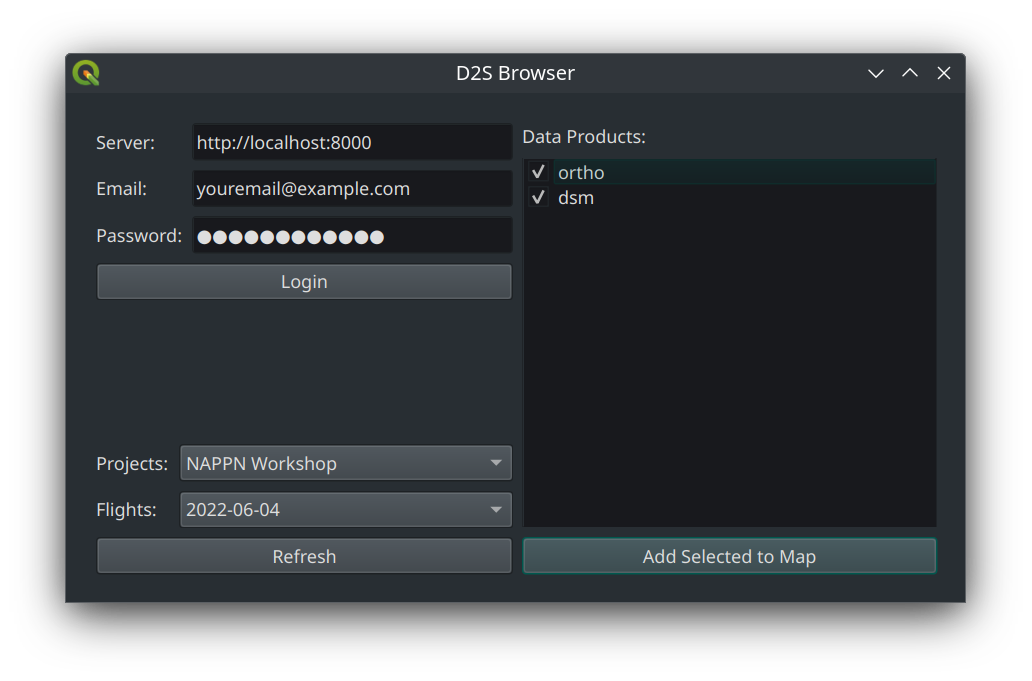 D2S Browser
Server: http://localhost:8000
Email: youremail@example.com
Password: ●●●●●●●●●●●●
Login
Projects: NAPPN Workshop
Flights: 2022-06-04
Refresh
Data Products:
ortho
dsm
Add Selected to Map